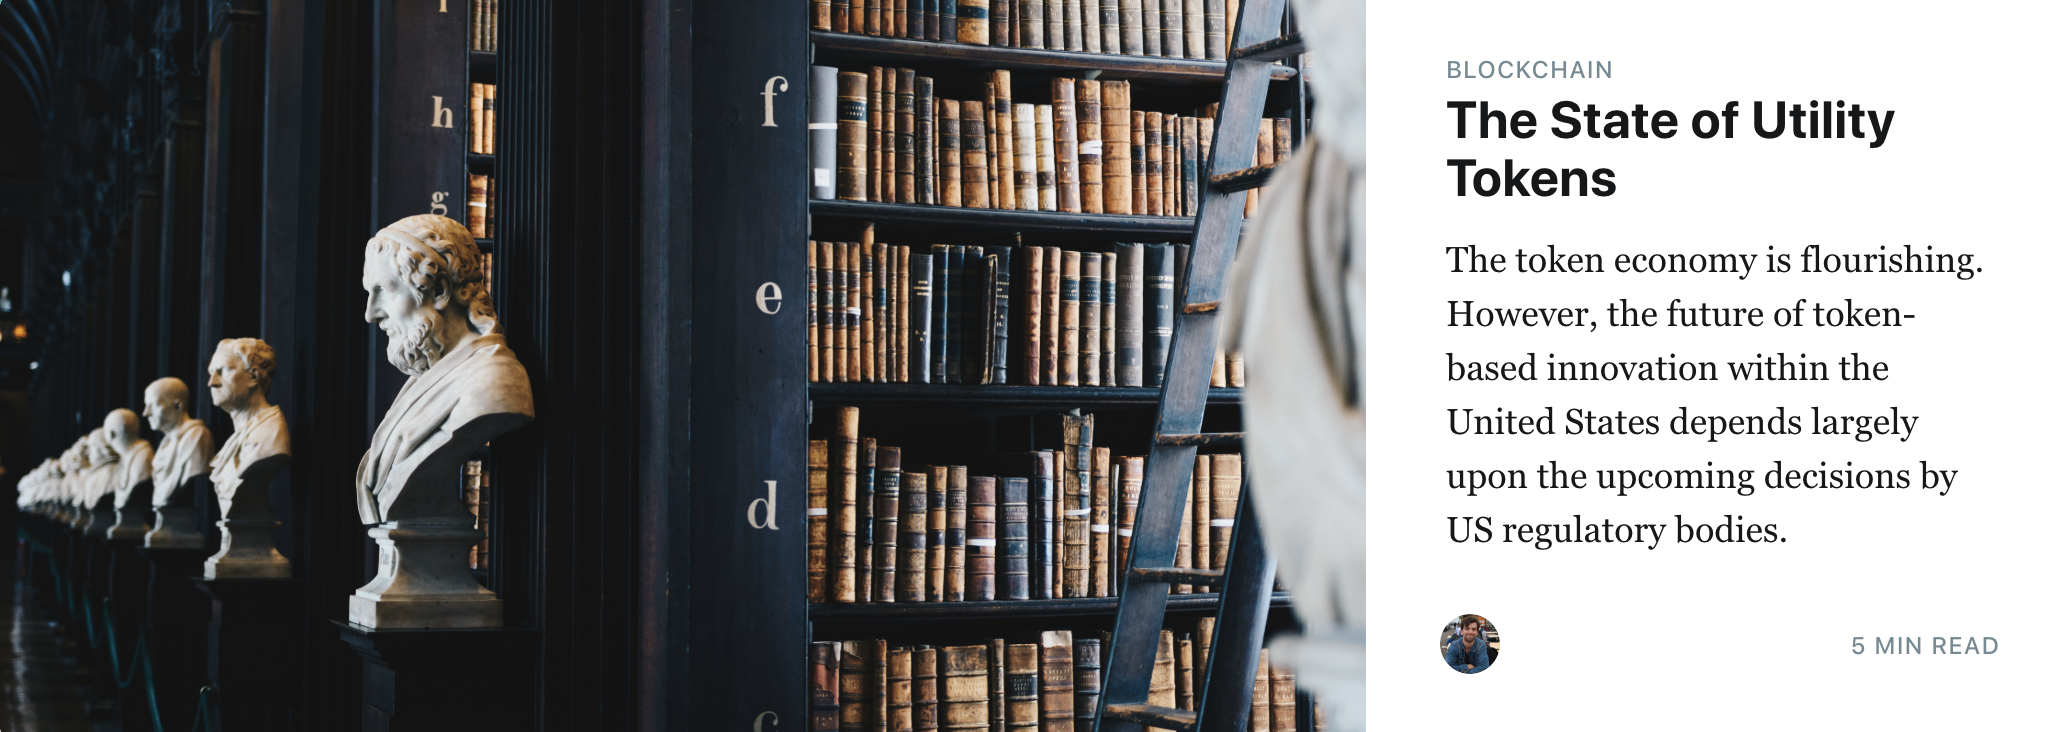 h
g
f
e
d
c
BLOCKCHAIN
The State of Utility
Tokens
The token economy is flourishing.
However, the future of token-
based innovation within the
United States depends largely
upon the upcoming decisions by
US regulatory bodies.
5 MIN READ